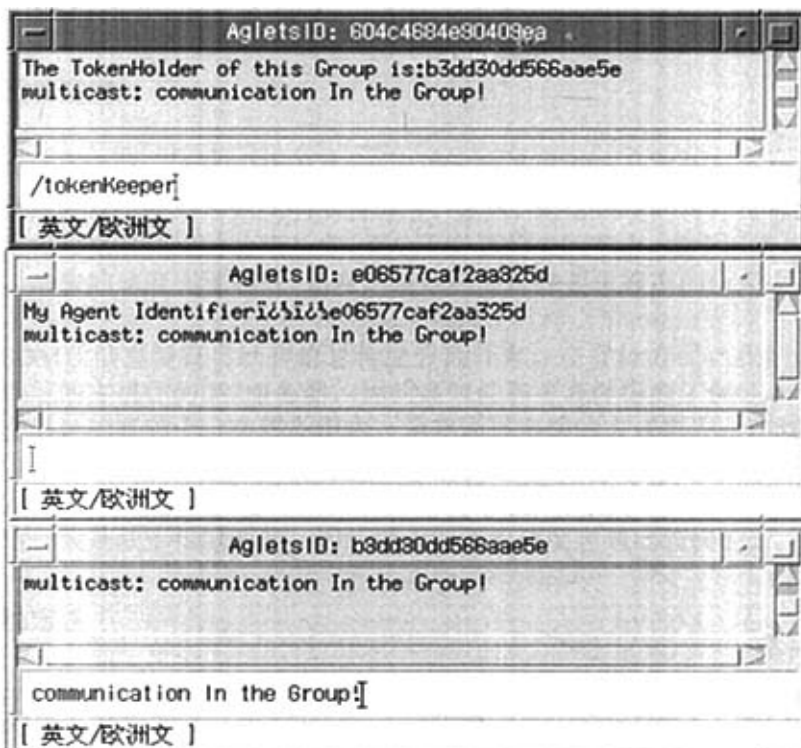 AgletsID: 604c4684e90409ea
The TokenHolder of this Group is:b3dd30dd566aae5e
multicast: communication In the Group!
/tokenKeeper
[ 英文/欧洲文 ]
AgletsID: e06577caf2aa325d
My Agent Identifierï¿½ï¿½e06577caf2aa325d
multicast: communication In the Group!
[ 英文/欧洲文 ]
AgletsID: b3dd30dd566aae5e
multicast: communication In the Group!
communication In the Group!
[ 英文/欧洲文 ]